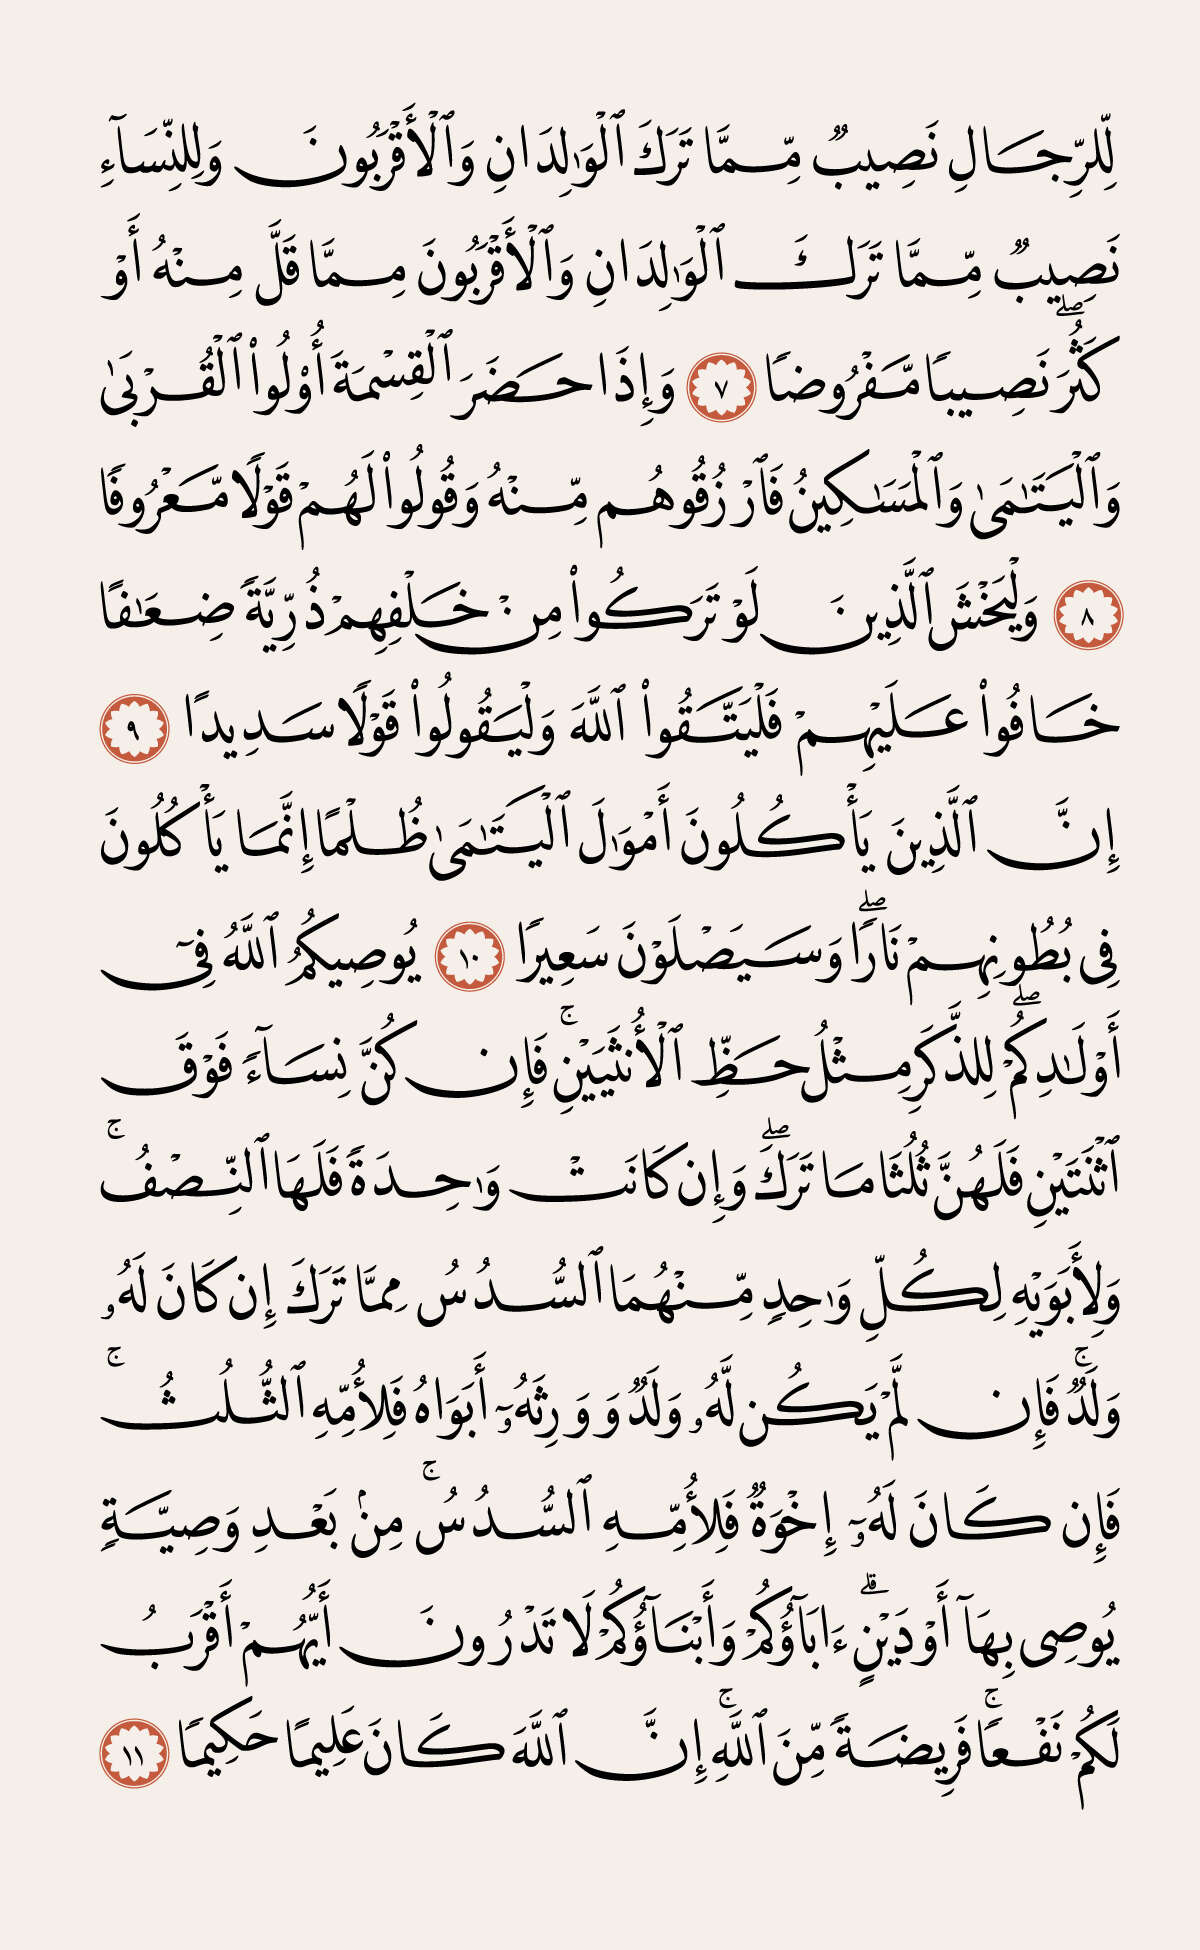 لِّلرِّجَالِ نَصِيبٌ مِّمَّا تَرَكَ ٱلْوَٰلِدَانِ وَٱلْأَقْرَبُونَ وَلِلنِّسَآءِ
نَصِيبٌ مِّمَّا تَرَكَ ٱلْوَٰلِدَانِ وَٱلْأَقْرَبُونَ مِمَّا قَلَّ مِنْهُ أَوْ
كَثُرَ ۖ نَصِيبًا مَّفْرُوضًا ٧ وَإِذَا حَضَرَ ٱلْقِسْمَةَ أُو۟لُوا۟ ٱلْقُرْبَىٰ
وَٱلْيَتَـٰمَىٰ وَٱلْمَسَـٰكِينُ فَٱرْزُقُوهُم مِّنْهُ وَقُولُوا۟ لَهُمْ قَوْلًا مَّعْرُوفًا
٨ وَلْيَخْشَ ٱلَّذِينَ لَوْ تَرَكُوا۟ مِنْ خَلْفِهِمْ ذُرِّيَّةً ضِعَـٰفًا
خَافُوا۟ عَلَيْهِمْ فَلْيَتَّقُوا۟ ٱللَّهَ وَلْيَقُولُوا۟ قَوْلًا سَدِيدًا ٩
إِنَّ ٱلَّذِينَ يَأْكُلُونَ أَمْوَٰلَ ٱلْيَتَـٰمَىٰ ظُلْمًا إِنَّمَا يَأْكُلُونَ
فِى بُطُونِهِمْ نَارًا ۖ وَسَيَصْلَوْنَ سَعِيرًا ١٠ يُوصِيكُمُ ٱللَّهُ فِىٓ
أَوْلَـٰدِكُمْ ۖ لِلذَّكَرِ مِثْلُ حَظِّ ٱلْأُنثَيَيْنِ ۚ فَإِن كُنَّ نِسَآءً فَوْقَ
ٱثْنَتَيْنِ فَلَهُنَّ ثُلُثَا مَا تَرَكَ ۖ وَإِن كَانَتْ وَٰحِدَةً فَلَهَا ٱلنِّصْفُ ۚ
وَلِأَبَوَيْهِ لِكُلِّ وَٰحِدٍ مِّنْهُمَا ٱلسُّدُسُ مِمَّا تَرَكَ إِن كَانَ لَهُۥ
وَلَدٌ ۚ فَإِن لَّمْ يَكُن لَّهُۥ وَلَدٌ وَوَرِثَهُۥٓ أَبَوَاهُ فَلِأُمِّهِ ٱلثُّلُثُ ۚ
فَإِن كَانَ لَهُۥٓ إِخْوَةٌ فَلِأُمِّهِ ٱلسُّدُسُ ۚ مِنۢ بَعْدِ وَصِيَّةٍ
يُوصِى بِهَآ أَوْ دَيْنٍ ۗ ءَابَآؤُكُمْ وَأَبْنَآؤُكُمْ لَا تَدْرُونَ أَيُّهُمْ أَقْرَبُ
لَكُمْ نَفْعًا ۚ فَرِيضَةً مِّنَ ٱللَّهِ ۚ إِنَّ ٱللَّهَ كَانَ عَلِيمًا حَكِيمًا ١١